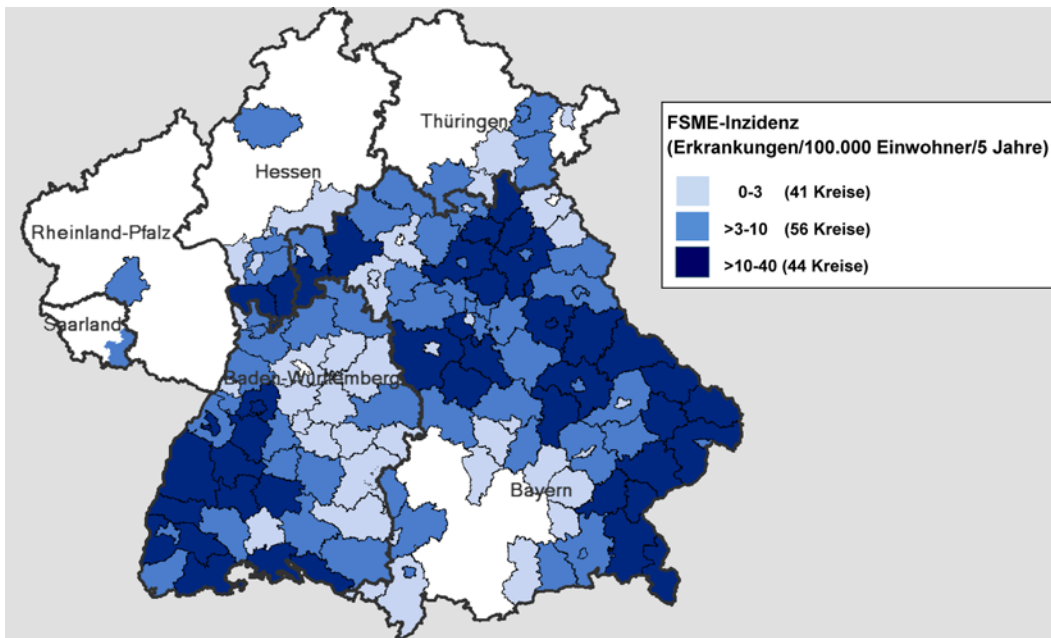 Thüringen
Hessen
Rheinland-Pfalz
Saarland
Baden-Württemberg
Bayern
FSME-Inzidenz
(Erkrankungen/100.000 Einwohner/5 Jahre)
0-3 (41 Kreise)
>3-10 (56 Kreise)
>10-40 (44 Kreise)